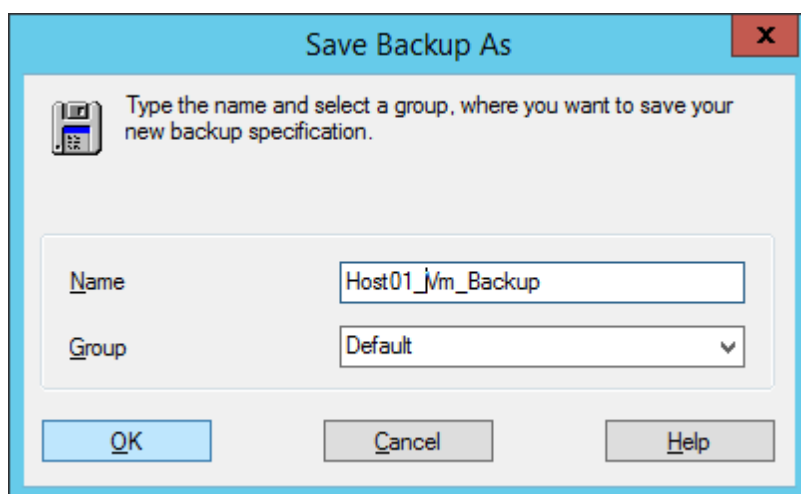 Save Backup As
x
Type the name and select a group, where you want to save your
new backup specification.
Name
Host01_Vm_Backup
Group
Default
OK
Cancel
Help